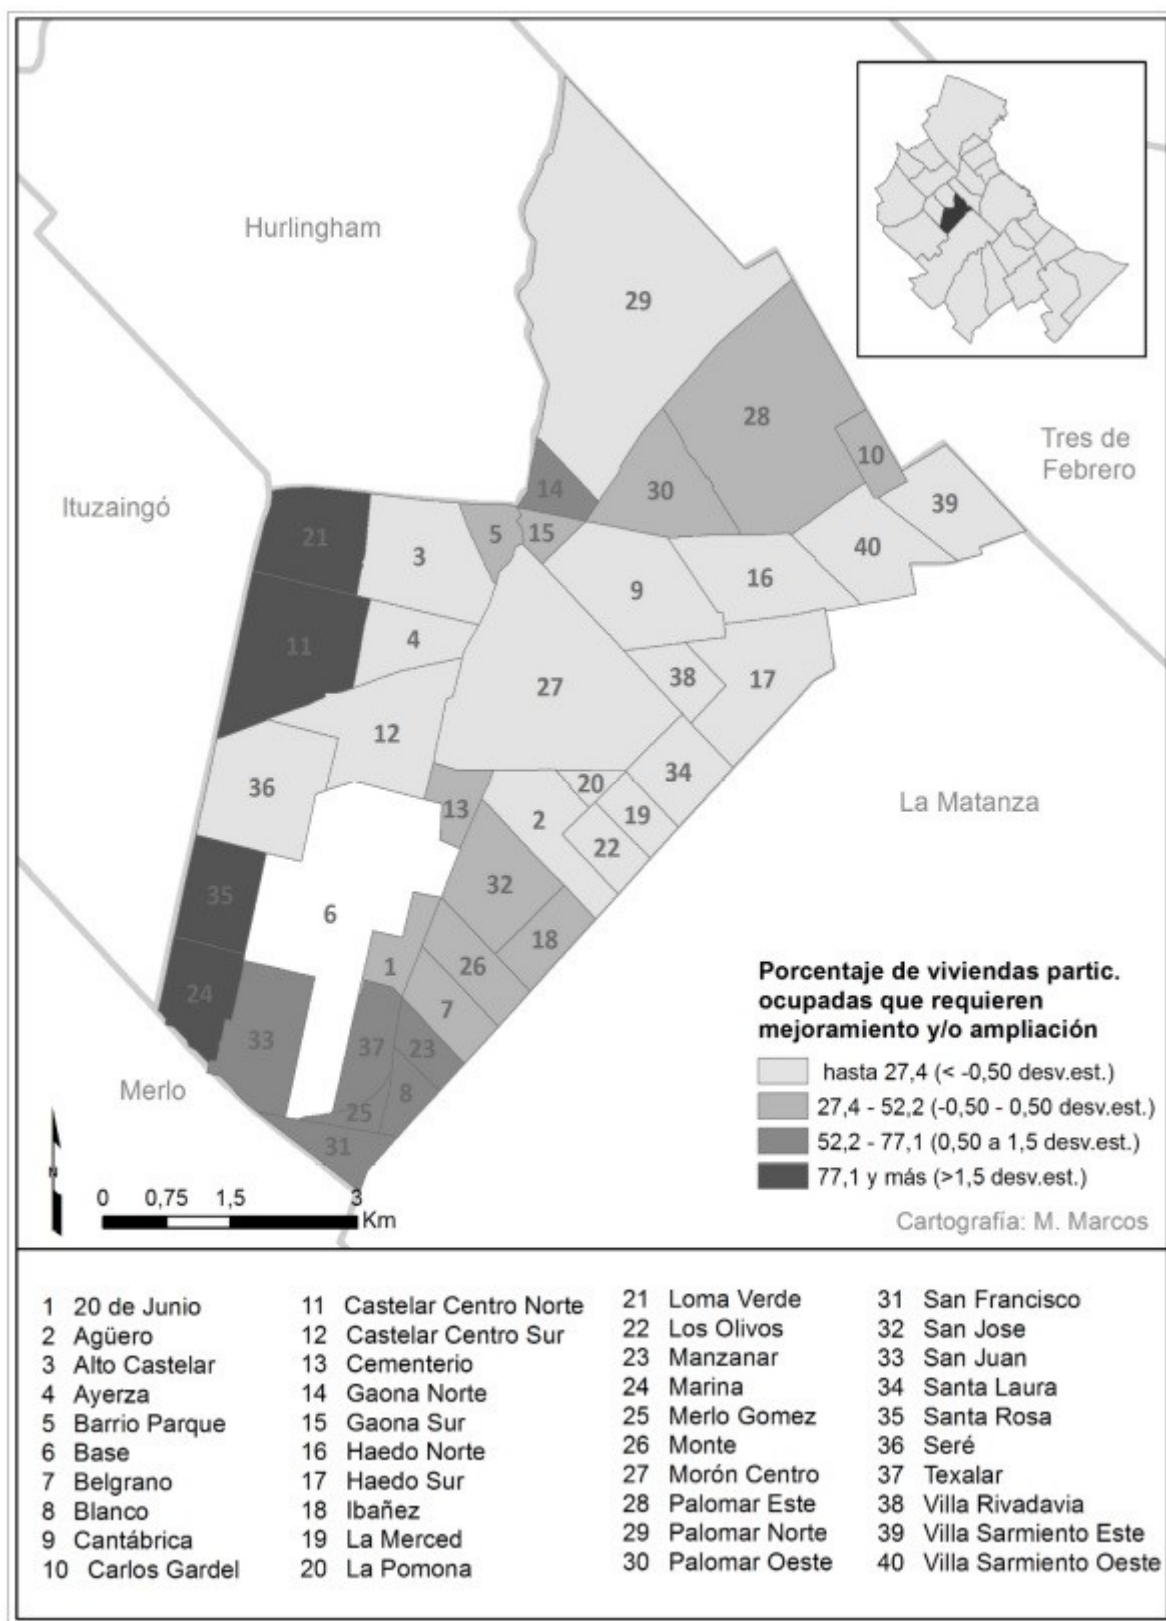 Hurlingham
29
28
Tres de
Febrero
10
39
Ituzaingó
14
30
21
5
15
3
40
9
16
11
4
38
17
27
12
36
34
20
13
2
19
La Matanza
22
35
32
6
18
1
26
24
7
33
37
23
Merlo
25
8
31
Porcentaje de viviendas partic.
ocupadas que requieren
mejoramiento y/o ampliación
hasta 27,4 (< -0,50 desv.est.)
27,4 - 52,2 (-0,50 - 0,50 desv.est.)
52,2 - 77,1 (0,50 a 1,5 desv.est.)
77,1 y más (>1,5 desv.est.)
N
0 0,75 1,5 3
Km
Cartografía: M. Marcos
1 20 de Junio
2 Agüero
3 Alto Castelar
4 Ayerza
5 Barrio Parque
6 Base
7 Belgrano
8 Blanco
9 Cantábrica
10 Carlos Gardel
11 Castelar Centro Norte
12 Castelar Centro Sur
13 Cementerio
14 Gaona Norte
15 Gaona Sur
16 Haedo Norte
17 Haedo Sur
18 Ibañez
19 La Merced
20 La Pomona
21 Loma Verde
22 Los Olivos
23 Manzanar
24 Marina
25 Merlo Gomez
26 Monte
27 Morón Centro
28 Palomar Este
29 Palomar Norte
30 Palomar Oeste
31 San Francisco
32 San Jose
33 San Juan
34 Santa Laura
35 Santa Rosa
36 Seré
37 Texalar
38 Villa Rivadavia
39 Villa Sarmiento Este
40 Villa Sarmiento Oeste